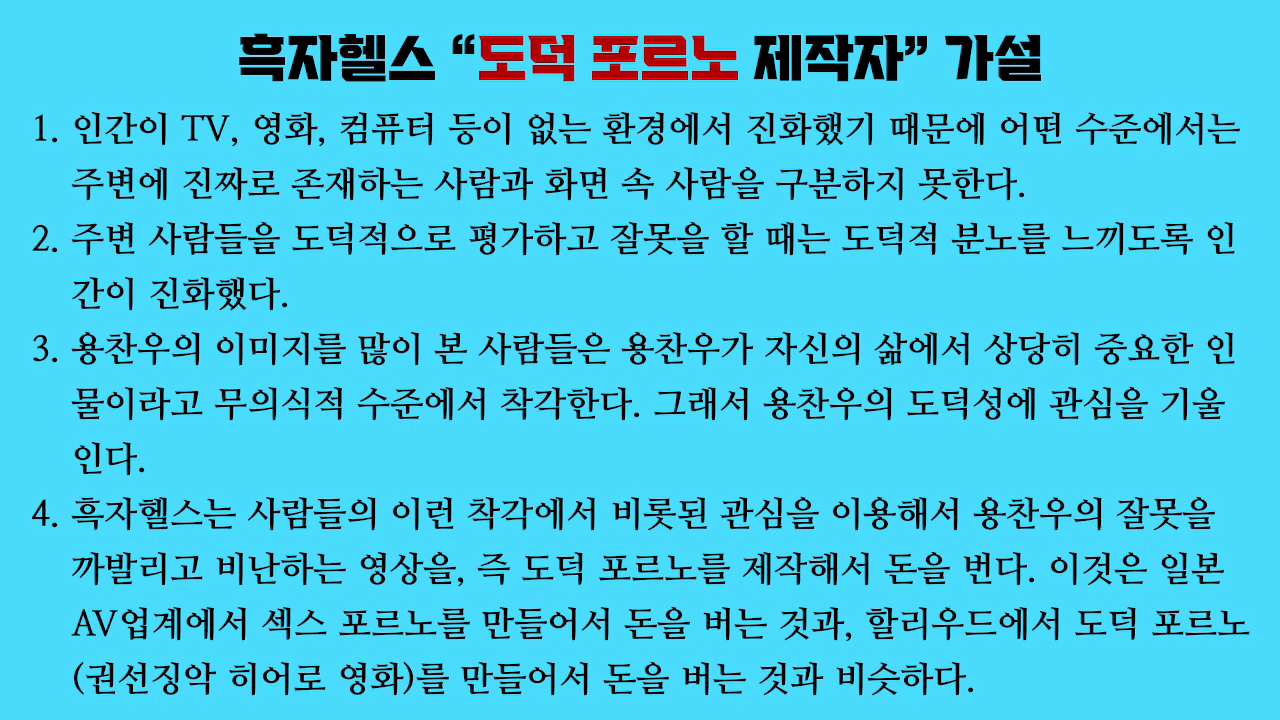 흑자헬스 “도덕 포르노 제작자” 가설
1. 인간이 TV, 영화, 컴퓨터 등이 없는 환경에서 진화했기 때문에 어떤 수준에서는
주변에 진짜로 존재하는 사람과 화면 속 사람을 구분하지 못한다.
2. 주변 사람들을 도덕적으로 평가하고 잘못을 할 때는 도덕적 분노를 느끼도록 인
간이 진화했다.
3. 용찬우의 이미지를 많이 본 사람들은 용찬우가 자신의 삶에서 상당히 중요한 인
물이라고 무의식적 수준에서 착각한다. 그래서 용찬우의 도덕성에 관심을 기울
인다.
4. 흑자헬스는 사람들의 이런 착각에서 비롯된 관심을 이용해서 용찬우의 잘못을
까발리고 비난하는 영상을, 즉 도덕 포르노를 제작해서 돈을 번다. 이것은 일본
AV업계에서 섹스 포르노를 만들어서 돈을 버는 것과, 할리우드에서 도덕 포르노
(권선징악 히어로 영화)를 만들어서 돈을 버는 것과 비슷하다.